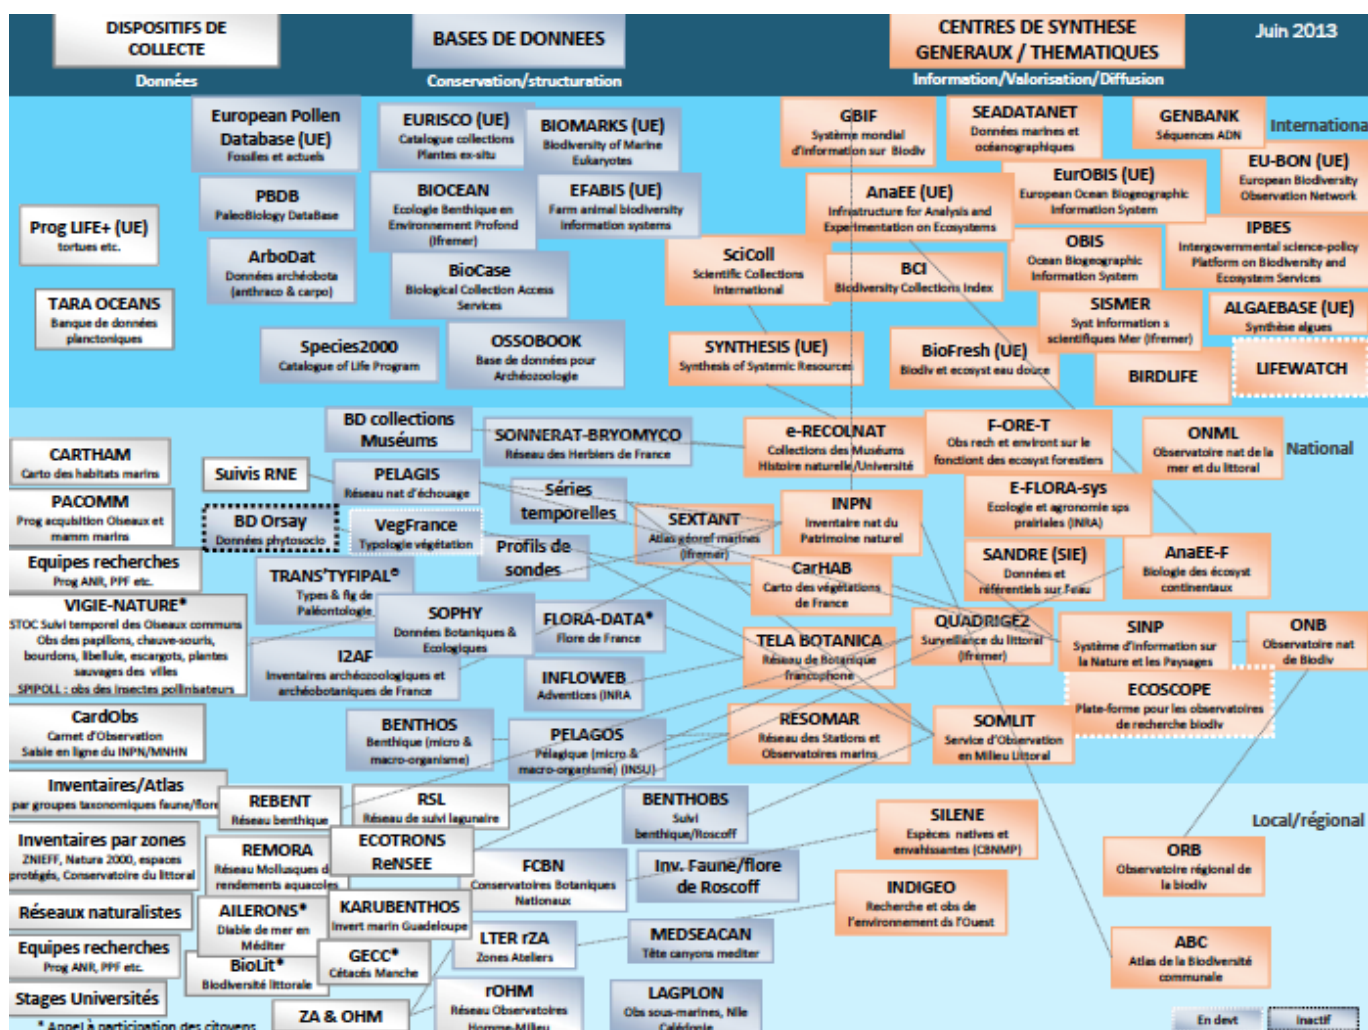 DISPOSITIFS DE
COLLECTE
Données
BASES DE DONNEES
Conservation/structuration
CENTRES DE SYNTHESE
GENERAUX / THEMATIQUES
Information/Valorisation/Diffusion
Juin 2013
International
European Pollen
Database (UE)
Fossiles et actuels
EURISCO (UE)
Catalogue collections
Plantes ex-situ
BIOMARKS (UE)
Biodiversity of Marine
Eukaryotes
GBIF
Système mondial
d'information sur Biodiv
SEADATANET
Données marines et
océanographiques
GENBANK
Séquences ADN
EU-BON (UE)
European Biodiversity
Observation Network
PBDB
PaleoBiology DataBase
BIOCEAN
Ecologie Benthique en
Environnement Profond
(Ifremer)
EFABIS (UE)
Farm animal biodiversity
information systems
AnaEE (UE)
Infrastructure for Analysis and
Experimentation on Ecosystems
EurOBIS (UE)
European Ocean Biogeographic
Information System
Prog LIFE+ (UE)
tortues etc.
ArboDat
Données archéobota
(anthraco & carpo)
BioCase
Biological Collection Access
Services
SciColl
Scientific Collections
International
BCI
Biodiversity Collections Index
OBIS
Ocean Biogeographic
Information System
IPBES
Intergovernmental science-policy
Platform on Biodiversity and
Ecosystem Services
TARA OCEANS
Banque de données
planctoniques
SISMER
Syst Information s
scientifiques Mer (Ifremer)
ALGAEBASE (UE)
Synthèse algues
Species2000
Catalogue of Life Program
OSSOBOOK
Base de données pour
Archéozoologie
SYNTHESIS (UE)
Synthesis of Systemic Resources
BioFresh (UE)
Biodiv et ecosyst eau douce
BIRDLIFE
LIFEWATCH
National
BD collections
Muséums
SONNERAT-BRYOMYCO
Réseau des Herbiers de France
e-RECOLNAT
Collections des Muséums
Histoire naturelle/Université
F-ORE-T
Obs rech et environt sur le
fonctiont des ecosyst forestiers
ONML
Observatoire nat de la
mer et du littoral
CARTHAM
Carto des habitats marins
Suivis RNE
PELAGIS
Réseau nat d'échouage
Séries
temporelles
SEXTANT
Atlas géoref marines
(Ifremer)
INPN
Inventaire nat du
Patrimoine naturel
E-FLORA-sys
Ecologie et agronomie sps
prairiales (INRA)
PACOMM
Prog acquisition Oiseaux et
mamm marins
BD Orsay
Données phytosocio
VegFrance
Typologie végétation
Profils de
sondes
CarHAB
Carto des végétations
de France
SANDRE (SIE)
Données et
référentiels sur l'eau
AnaEE-F
Biologie des écosyst
continentaux
Equipes recherches
Prog ANR, PPF etc.
TRANS'TYFIPAL*
Types & fig de
Paléontologie
SOPHY
Données Botaniques &
Ecologiques
FLORA-DATA*
Flore de France
TELA BOTANICA
Réseau de Botanique
francophone
QUADRIGE2
Surveillance du littoral
(Ifremer)
SINP
Système d'information sur
la Nature et les Paysages
ONB
Observatoire nat
de Biodiv
VIGIE-NATURE*
STOC Suivi temporel des Oiseaux communs
Obs des papillons, chauve-souris,
bourdons, libellule, escargots, plantes
sauvages des villes
SPIPOLL : obs des insectes pollinisateurs
I2AF
Inventaires archéozoologiques et
archéobotaniques de France
INFLOWEB
Adventices (INRA
ECOSCOPE
Plate-forme pour les observatoires
de recherche biodiv
CardObs
Carnet d'Observation
Saisie en ligne du INPN/MNHN
BENTHOS
Benthique (micro &
macro-organisme)
PELAGOS
Pélagique (micro &
macro-organisme) (INSU)
RESOMAR
Réseau des Stations et
Observatoires marins
SOMLIT
Service d'Observation
en Milieu Littoral
Local/régional
Inventaires/Atlas
par groupes taxonomiques faune/flore
REBENT
Réseau benthique
RSL
Réseau de suivi lagunaire
BENTHOBS
Suivi
benthique/Roscoff
SILENE
Espèces natives et
envahissantes (CBNMP)
Inventaires par zones
ZNIEFF, Natura 2000, espaces
protégés, Conservatoire du littoral
REMORA
Réseau Mollusques d
rendements aquacoles
ECOTRONS
ReNSEE
FCBN
Conservatoires Botaniques
Nationaux
Inv. Faune/flore
de Roscoff
ORB
Observatoire régional de
la biodiv
Réseaux naturalistes
AILERONS*
Diable de mer en
Méditer
KARUBENTHOS
Invert marin Guadeloupe
INDIGEO
Recherche et obs de
l'environnement ds l'Ouest
Equipes recherches
Prog ANR, PPF etc.
BioLit*
Biodiversité littorale
GECC*
Cétacés Manche
LTER rZA
Zones Ateliers
MEDSEACAN
Tête canyons mediter
ABC
Atlas de la Biodiversité
communale
Stages Universités
ZA & OHM
rOHM
Réseau Observatoires
Homme-Milieu
LAGPLON
Obs sous-marins, Nlle
Calédonie
* Appel à participation des citoyens
En devt
Inactif